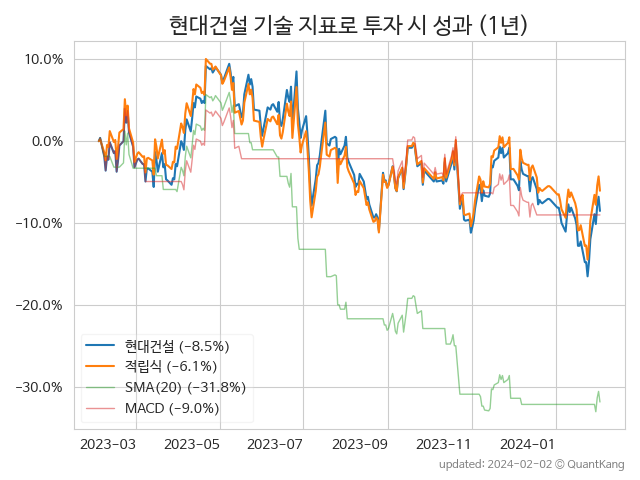 현대건설 기술 지표로 투자 시 성과 (1년)
10.0%
0.0%
−10.0%
−20.0%
−30.0%
현대건설 (−8.5%)
적립식 (−6.1%)
SMA(20) (−31.8%)
MACD (−9.0%)
2023-03 2023-05 2023-07 2023-09 2023-11 2024-01
updated: 2024-02-02 © QuantKang